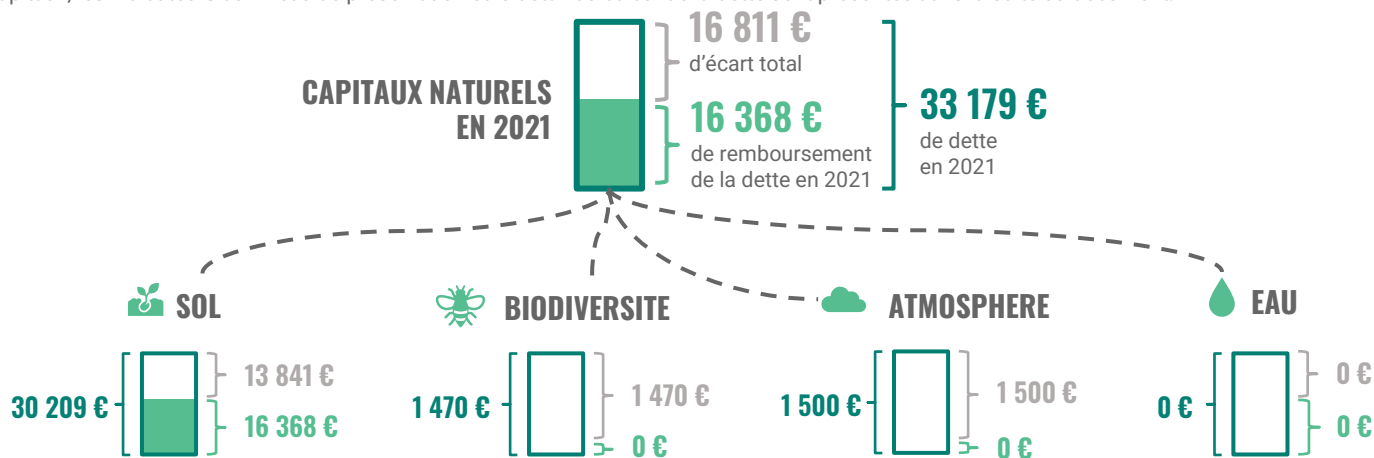 16 811 €
d'écart total
CAPITAUX NATURELS
EN 2021
16 368 €
de remboursement
de la dette en 2021
33 179 €
de dette
en 2021
SOL
30 209 €
13 841 €
16 368 €
BIODIVERSITE
1 470 €
1 470 €
0 €
ATMOSPHERE
1 500 €
1 500 €
0 €
EAU
0 €
0 €
0 €